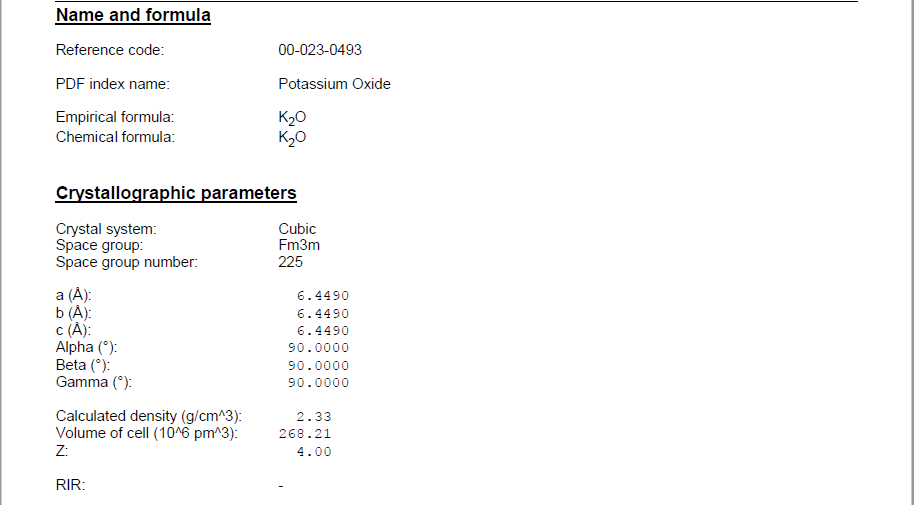 Name and formula
Reference code: 00-023-0493
PDF index name: Potassium Oxide
Empirical formula: K₂O
Chemical formula: K₂O
Crystallographic parameters
Crystal system: Cubic
Space group: Fm3m
Space group number: 225
a (Å): 6.4490
b (Å): 6.4490
c (Å): 6.4490
Alpha (°): 90.0000
Beta (°): 90.0000
Gamma (°): 90.0000
Calculated density (g/cm^3): 2.33
Volume of cell (10^6 pm^3): 268.21
Z: 4.00
RIR: -